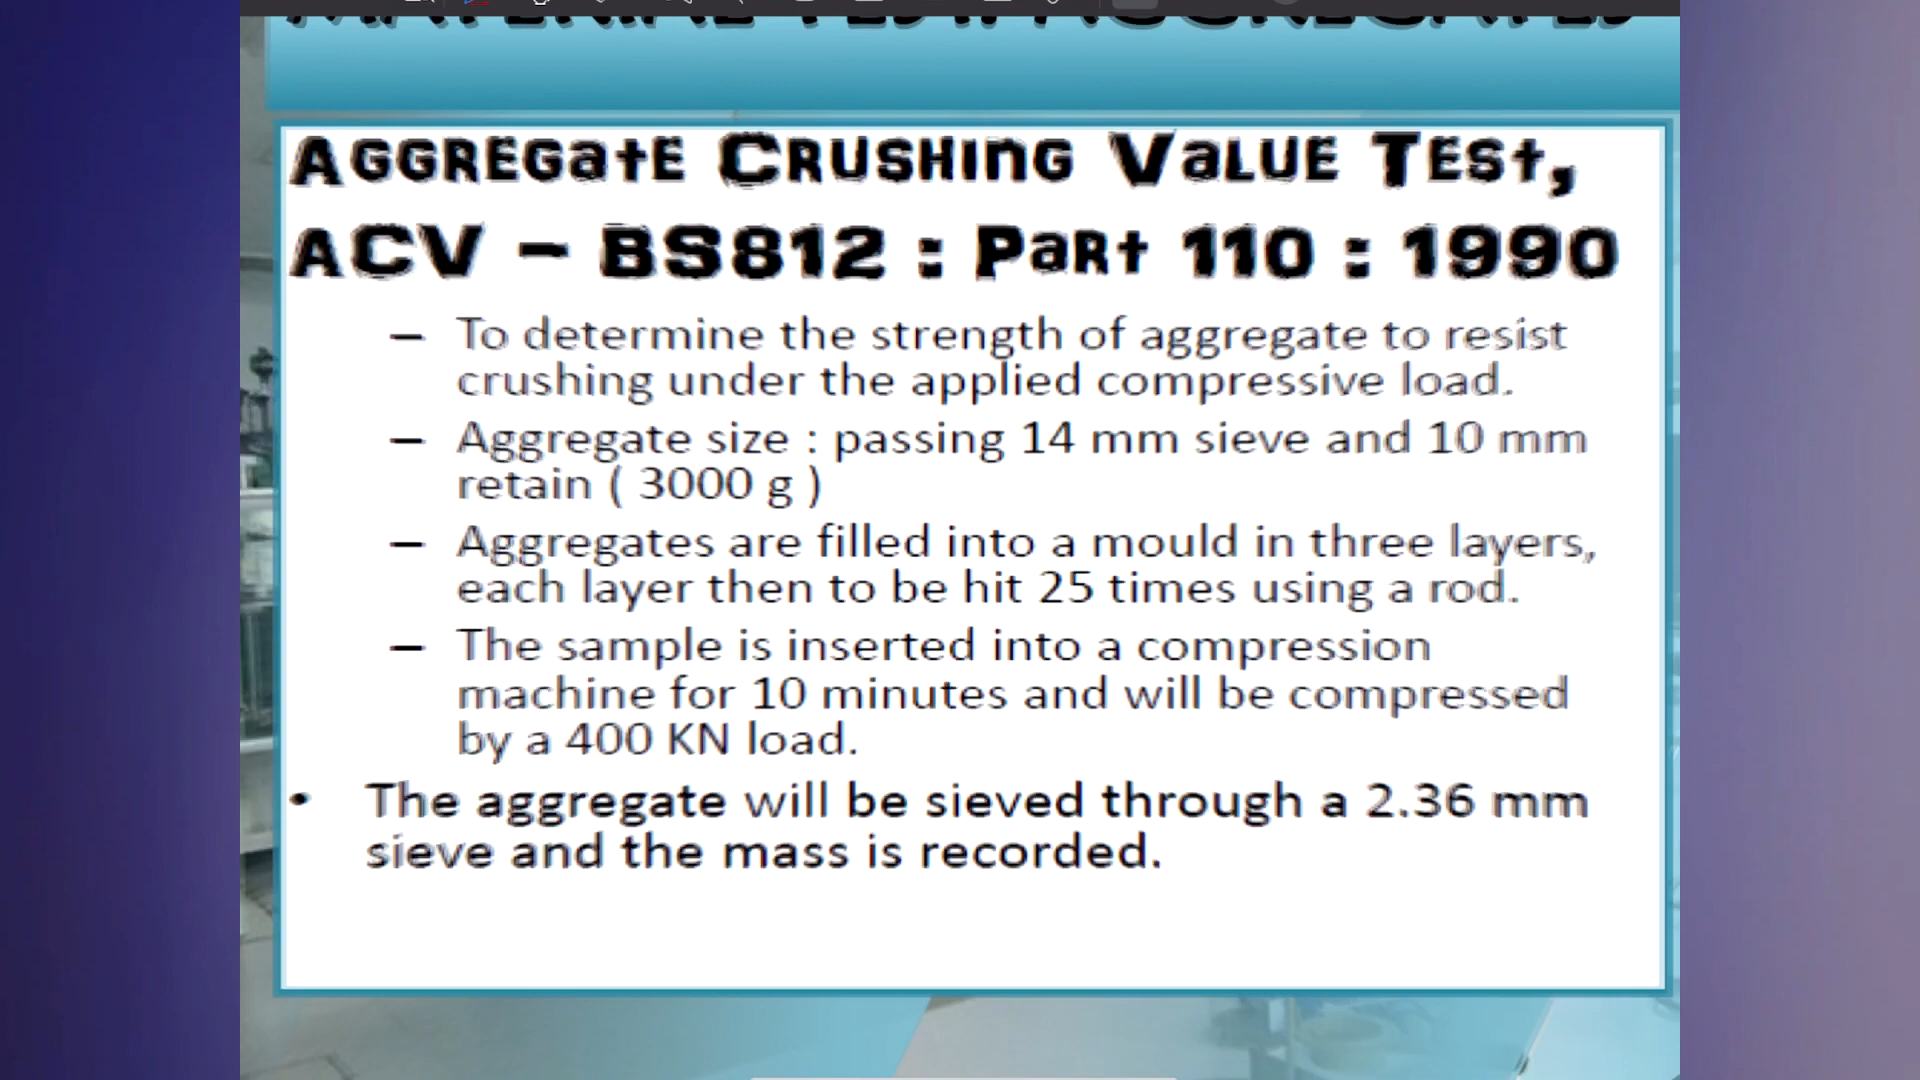 Aggregate Crushing Value Test,
ACV – BS812 : Part 110 : 1990
– To determine the strength of aggregate to resist
crushing under the applied compressive load.
– Aggregate size : passing 14 mm sieve and 10 mm
retain ( 3000 g )
– Aggregates are filled into a mould in three layers,
each layer then to be hit 25 times using a rod.
– The sample is inserted into a compression
machine for 10 minutes and will be compressed
by a 400 KN load.
• The aggregate will be sieved through a 2.36 mm
sieve and the mass is recorded.